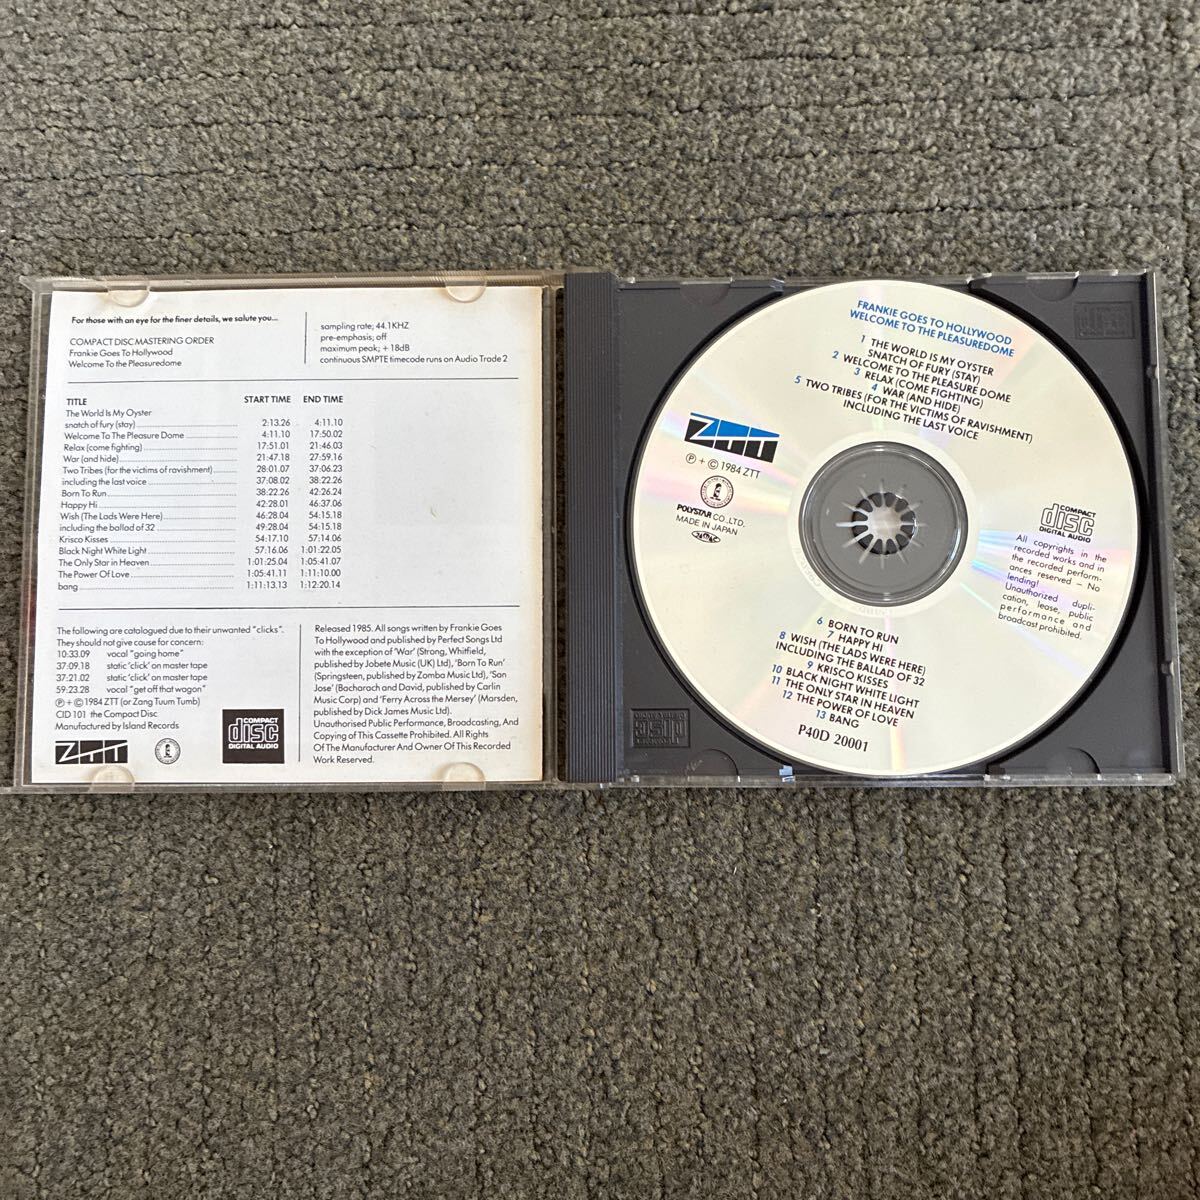 For those with an eye for the finer details, we salute you....
COMPACT DISC MASTERING ORDER
Frankie Goes To Hollywood
Welcome To the Pleasuredome
sampling rate; 44.1KHZ
pre-emphasis; off
maximum peak; + 18dB
continuous SMPTE timecode runs on Audio Trade 2
TITLE START TIME END TIME
The World Is My Oyster
snatch of fury (stay) 2:13.26 4:11.10
Welcome To The Pleasure Dome 4:11.10 17:50.02
Relax (come fighting) 17:51.01 21:46.03
War (and hide) 21:47.18 27:59.16
Two Tribes (for the victims of ravishment) 28:01.07 37:06.23
including the last voice 37:08.02 38:22.26
Born To Run 38:22.26 42:26.24
Happy Hi 42:28.01 46:37.06
Wish (The Lads Were Here) 46:28.04 54:15.18
including the ballad of 32 49:28.04 54:15.18
Krisco Kisses 54:17.10 57:14.06
Black Night White Light 57:16.06 1:01:22.05
The Only Star in Heaven 1:01:25.04 1:05:41.07
The Power Of Love 1:05:41.11 1:11:10.00
bang 1:11:13.13 1:12:20.14
The following are catalogued due to their unwanted "clicks".
They should not give cause for concern:
10:33.09 vocal "going home"
37:09.18 static 'click' on master tape
37:21.02 static 'click' on master tape
59:23.28 vocal "get off that wagon"
Ⓟ + © 1984 ZTT (or Zang Tuum Tumb)
CID 101 the Compact Disc
Manufactured by Island Records
ZTT
COMPACT
disc
DIGITAL AUDIO
Released 1985. All songs written by Frankie Goes
To Hollywood and published by Perfect Songs Ltd
with the exception of 'War' (Strong, Whitfield,
published by Jobete Music (UK) Ltd), 'Born To Run'
(Springsteen, published by Zomba Music Ltd), 'San
Jose' (Bacharach and David, published by Carlin
Music Corp) and 'Ferry Across the Mersey' (Marsden,
published by Dick James Music Ltd).
Unauthorised Public Performance, Broadcasting, And
Copying of This Cassette Prohibited. All Rights
Of The Manufacturer And Owner Of This Recorded
Work Reserved.
FRANKIE GOES TO HOLLYWOOD
WELCOME TO THE PLEASUREDOME
1 THE WORLD IS MY OYSTER
SNATCH OF FURY (STAY)
2 WELCOME TO THE PLEASURE DOME
3 RELAX (COME FIGHTING)
4 WAR (AND HIDE)
5 TWO TRIBES (FOR THE VICTIMS OF RAVISHMENT)
INCLUDING THE LAST VOICE
ZTT
Ⓟ + © 1984 ZTT
POLYSTAR CO., LTD.
MADE IN JAPAN
COMPACT
disc
DIGITAL AUDIO
All copyrights in the
recorded works and in
the recorded perform-
ances reserved – No
lending!
Unauthorized dupli-
cation, lease, public
performance and
broadcast prohibited.
6 BORN TO RUN
7 HAPPY HI
8 WISH (THE LADS WERE HERE)
INCLUDING THE BALLAD OF 32
9 KRISCO KISSES
10 BLACK NIGHT WHITE LIGHT
11 THE ONLY STAR IN HEAVEN
12 THE POWER OF LOVE
13 BANG
P40D 20001